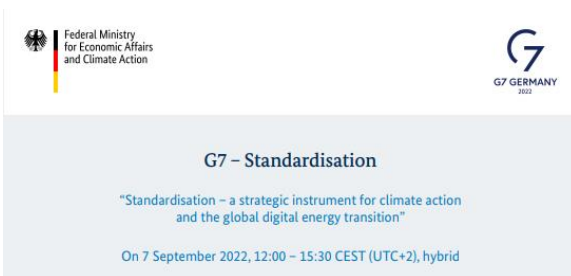 Federal Ministry
for Economic Affairs
and Climate Action
G7
G7 GERMANY
2022
G7 – Standardisation
“Standardisation – a strategic instrument for climate action
and the global digital energy transition”
On 7 September 2022, 12:00 – 15:30 CEST (UTC+2), hybrid